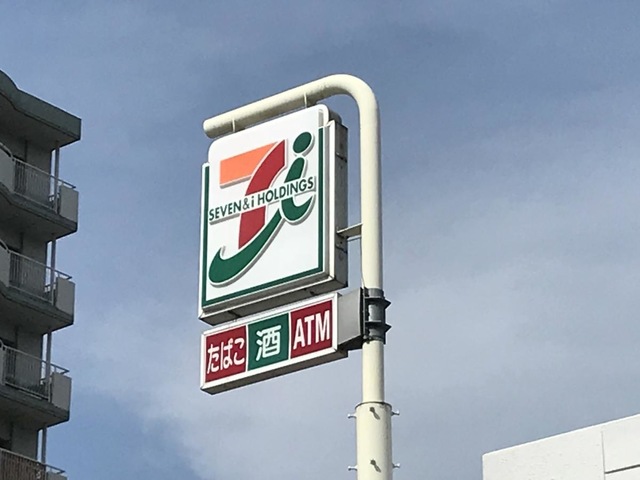 7i
SEVEN&i HOLDINGS
たばこ 酒 ATM